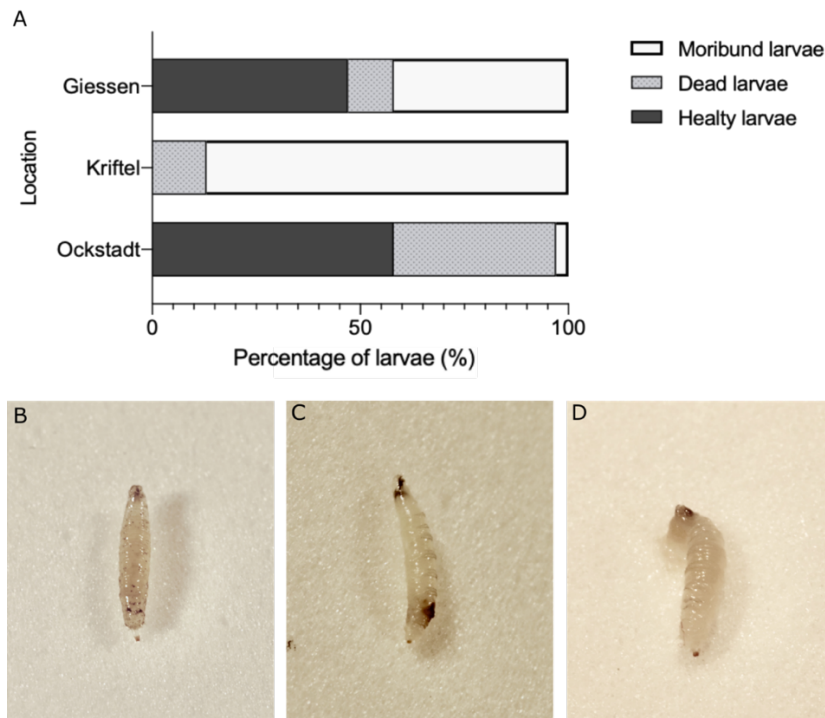 A
Moribund larvae
Dead larvae
Healty larvae
Location
Giessen
Kriftel
Ockstadt
0 50 100
Percentage of larvae (%)
B C D